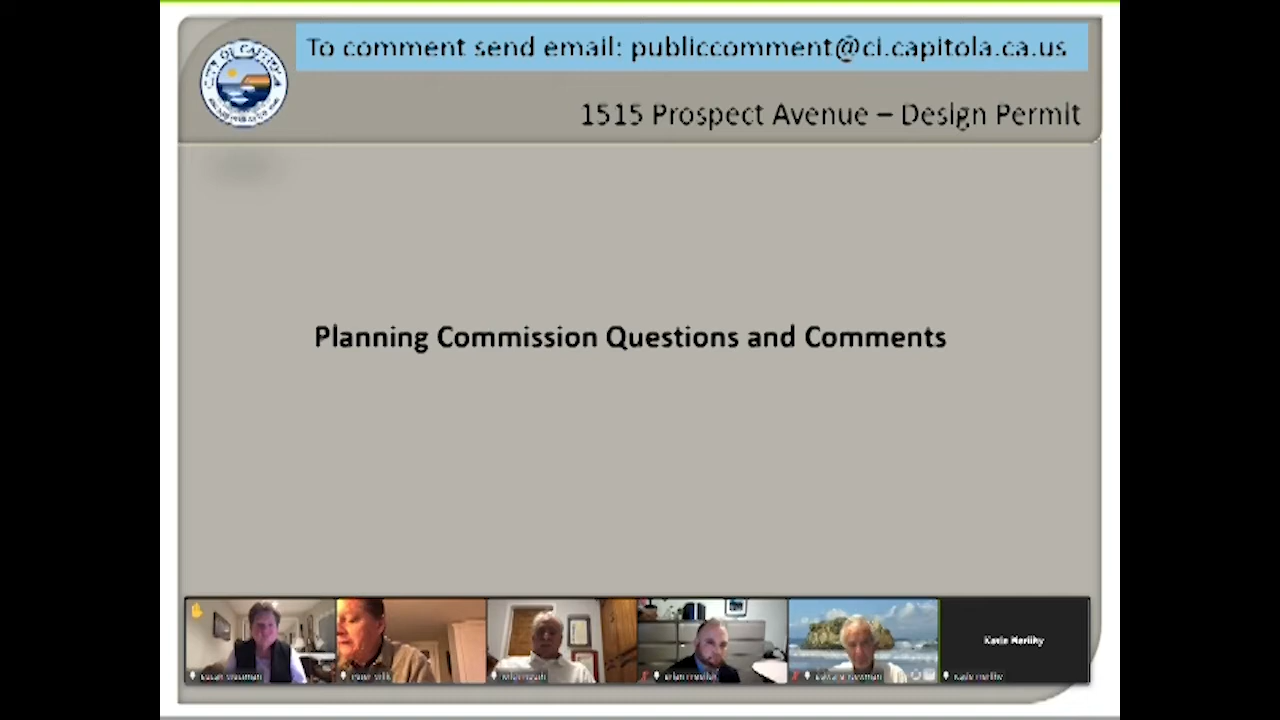 To comment send email: publiccomment@ci.capitola.ca.us
1515 Prospect Avenue – Design Permit
Planning Commission Questions and Comments
Katie Herlihy